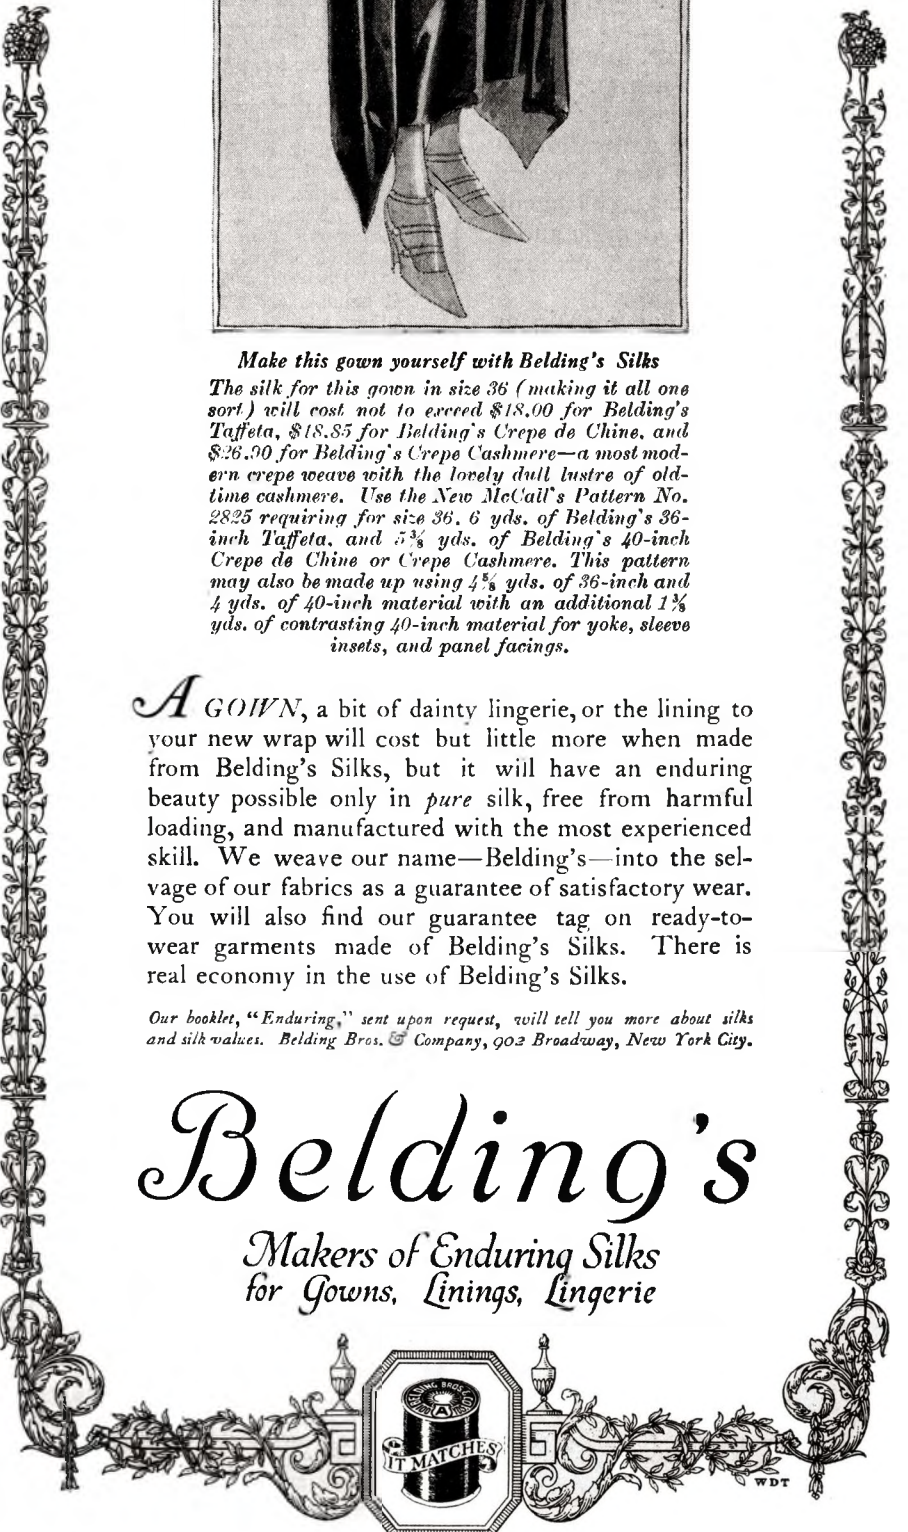 Make this gown yourself with Belding's Silks
The silk for this gown in size 36 (making it all one
sort) will cost not to exceed $18.00 for Belding's
Taffeta, $18.85 for Belding's Crepe de Chine, and
$26.90 for Belding's Crepe Cashmere—a most mod-
ern crepe weave with the lovely dull lustre of old-
time cashmere. Use the New McCall's Pattern No.
2825 requiring for size 36, 6 yds. of Belding's 36-
inch Taffeta, and 5⅜ yds. of Belding's 40-inch
Crepe de Chine or Crepe Cashmere. This pattern
may also be made up using 4⅝ yds. of 36-inch and
4 yds. of 40-inch material with an additional 1⅜
yds. of contrasting 40-inch material for yoke, sleeve
insets, and panel facings.
A GOWN, a bit of dainty lingerie, or the lining to
your new wrap will cost but little more when made
from Belding's Silks, but it will have an enduring
beauty possible only in pure silk, free from harmful
loading, and manufactured with the most experienced
skill. We weave our name—Belding's—into the sel-
vage of our fabrics as a guarantee of satisfactory wear.
You will also find our guarantee tag on ready-to-
wear garments made of Belding's Silks. There is
real economy in the use of Belding's Silks.
Our booklet, "Enduring," sent upon request, will tell you more about silks
and silk values. Belding Bros. & Company, 902 Broadway, New York City.
Belding's
Makers of Enduring Silks
for Gowns, Linings, Lingerie
BELDING BROS & CO
A
IT MATCHES
WDT